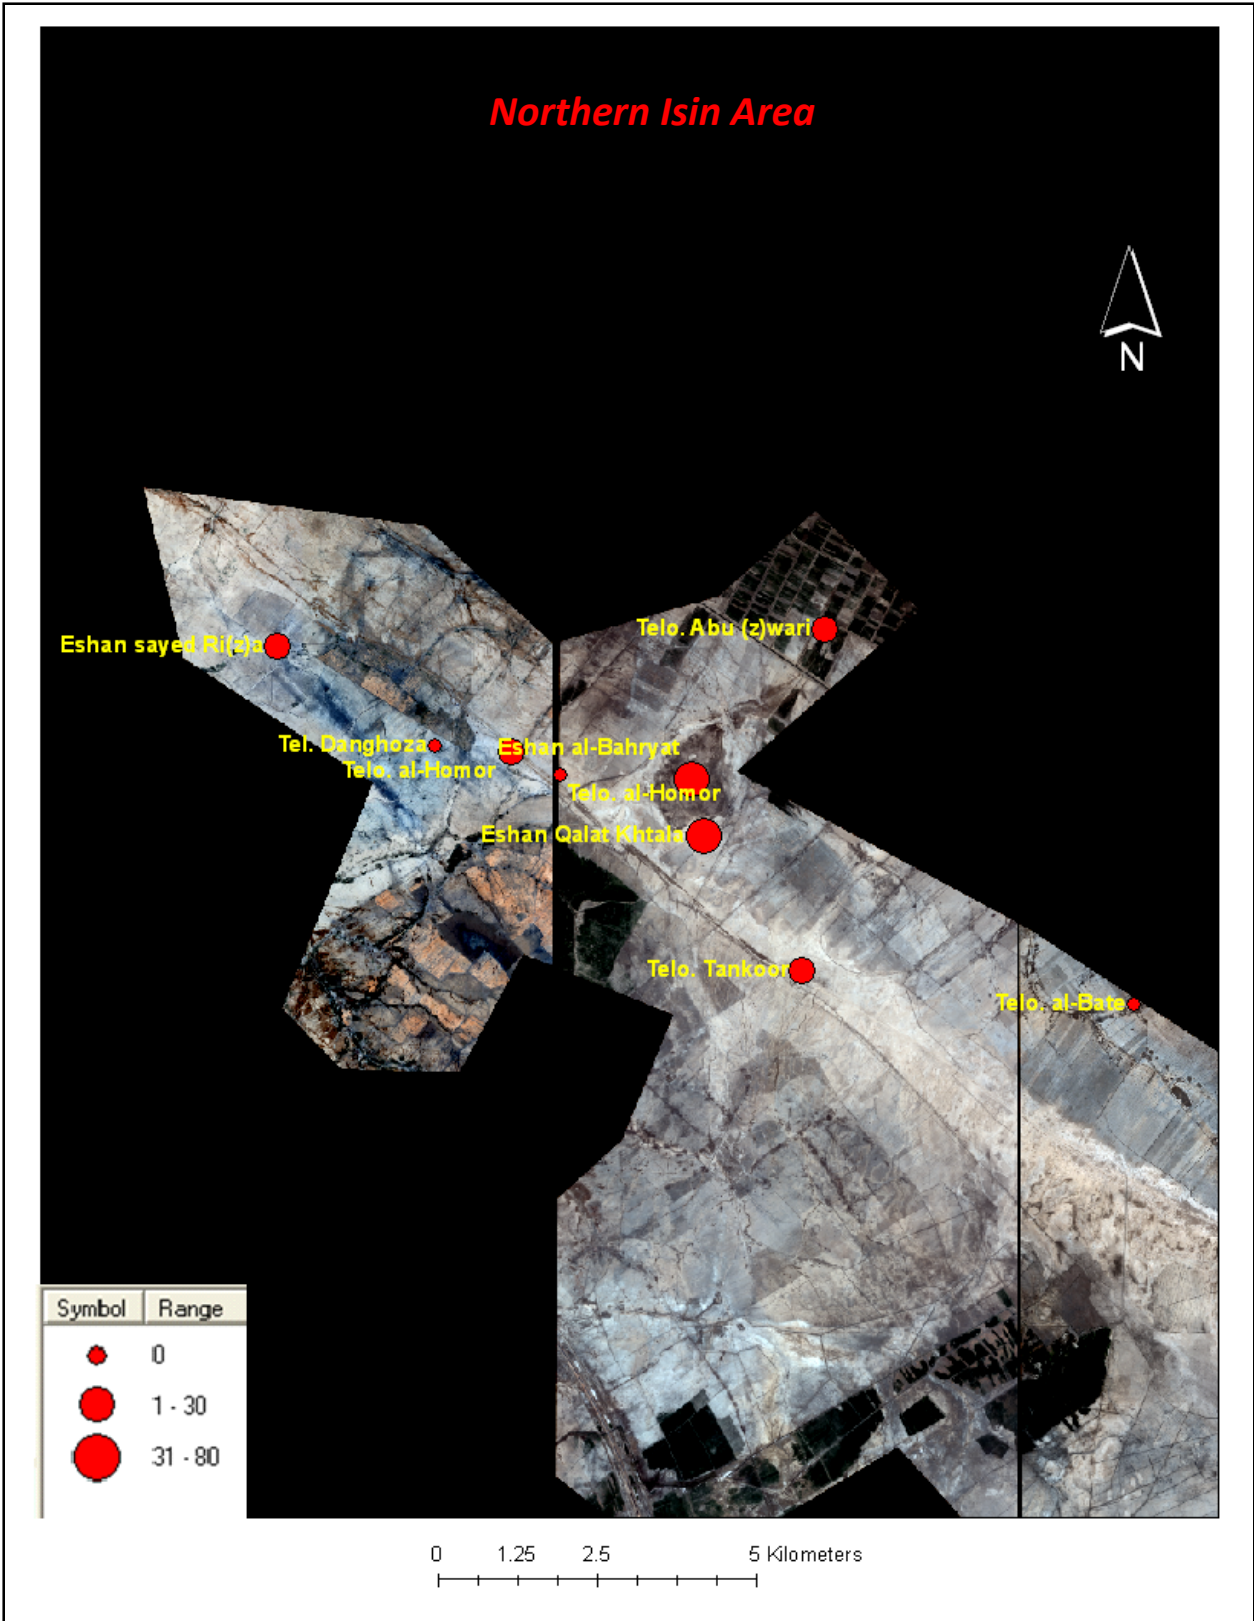 Northern Isin Area
N
Telo. Abu (z)wari
Eshan sayed Ri(z)a
Tel. Danghoza
Eshan al-Bahryat
Telo. al-Homor
Telo. al-Homor
Eshan Qalat Khtala
Telo. Tankoor
Telo. al-Bate
Symbol Range
0
1 - 30
31 - 80
0 1.25 2.5 5 Kilometers